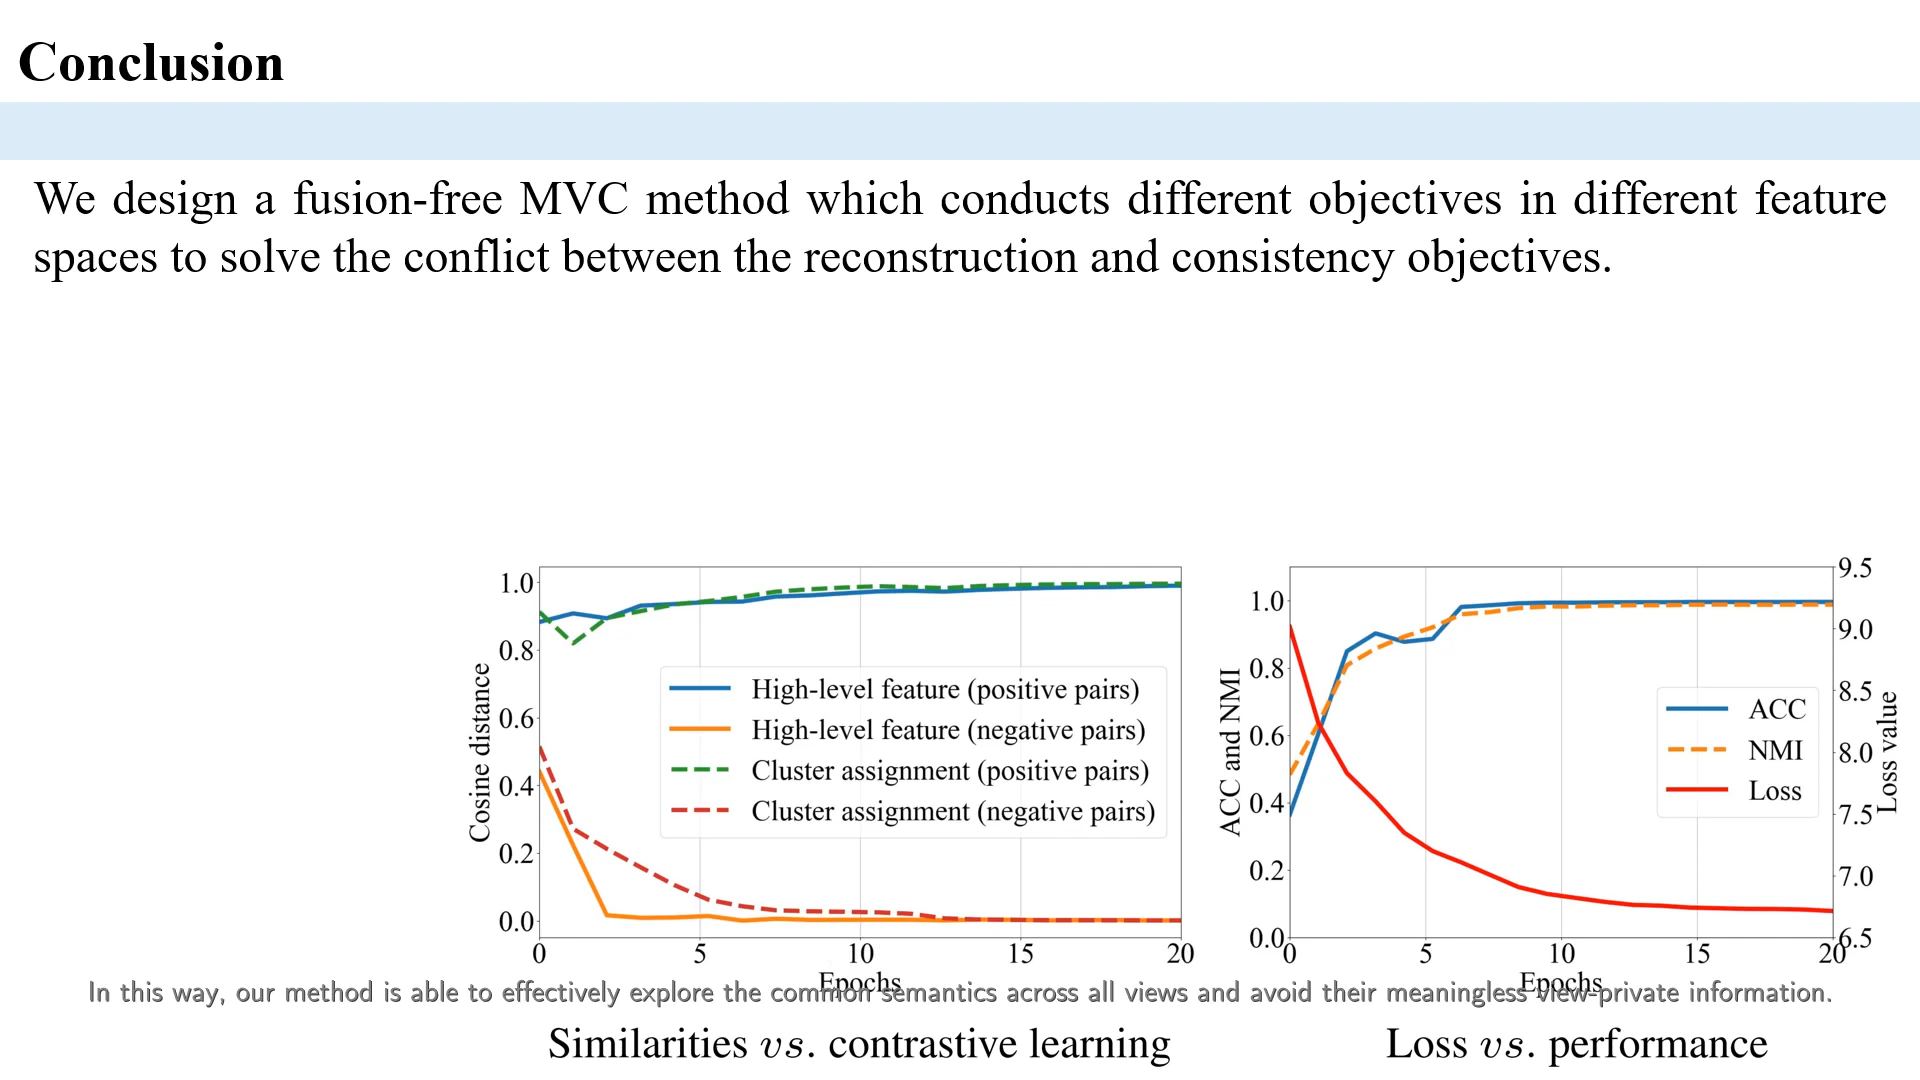 Conclusion
We design a fusion-free MVC method which conducts different objectives in different feature
spaces to solve the conflict between the reconstruction and consistency objectives.
1.0
0.8
0.6
0.4
0.2
0.0
Cosine distance
High-level feature (positive pairs)
High-level feature (negative pairs)
Cluster assignment (positive pairs)
Cluster assignment (negative pairs)
0 5 10 15 20
Epochs
1.0
0.8
0.6
0.4
0.2
0.0
ACC and NMI
ACC
NMI
Loss
9.5
9.0
8.5
8.0
7.5
7.0
6.5
Loss value
0 5 10 15 20
Epochs
In this way, our method is able to effectively explore the common semantics across all views and avoid their meaningless view-private information.
Similarities vs. contrastive learning
Loss vs. performance